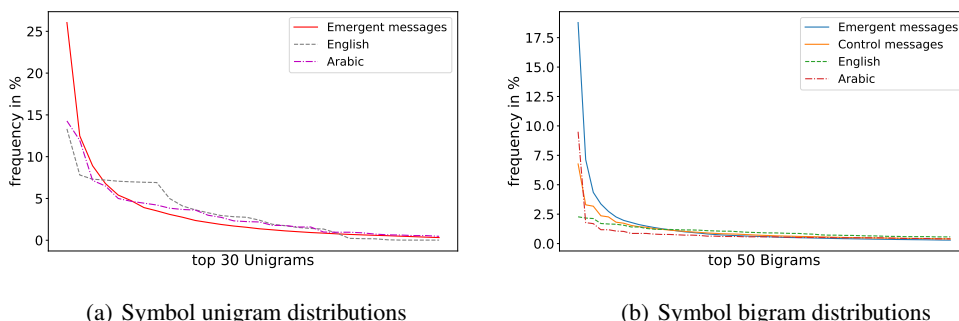 Emergent messages
English
Arabic
frequency in %
25
20
15
10
5
0
top 30 Unigrams
(a) Symbol unigram distributions
Emergent messages
Control messages
English
Arabic
frequency in %
17.5
15.0
12.5
10.0
7.5
5.0
2.5
0.0
top 50 Bigrams
(b) Symbol bigram distributions